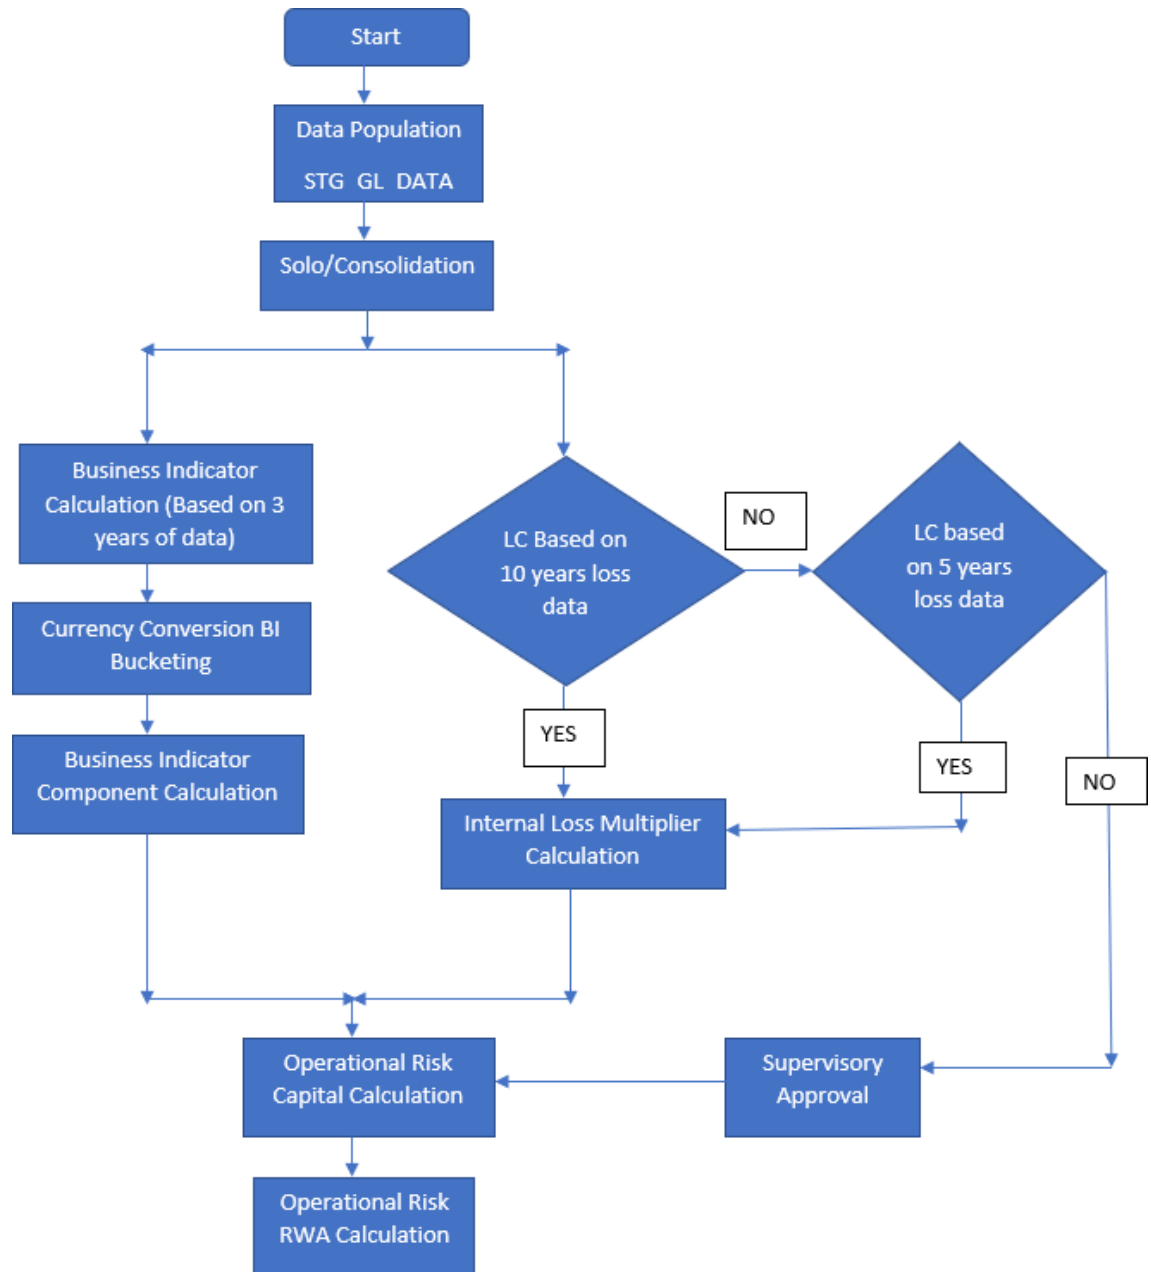 Start
Data Population
STG GL DATA
Solo/Consolidation
Business Indicator
Calculation (Based on 3
years of data)
LC Based on
10 years loss
data
NO
LC based
on 5 years
loss data
Currency Conversion BI
Bucketing
YES
Business Indicator
Component Calculation
YES
NO
Internal Loss Multiplier
Calculation
Operational Risk
Capital Calculation
Supervisory
Approval
Operational Risk
RWA Calculation